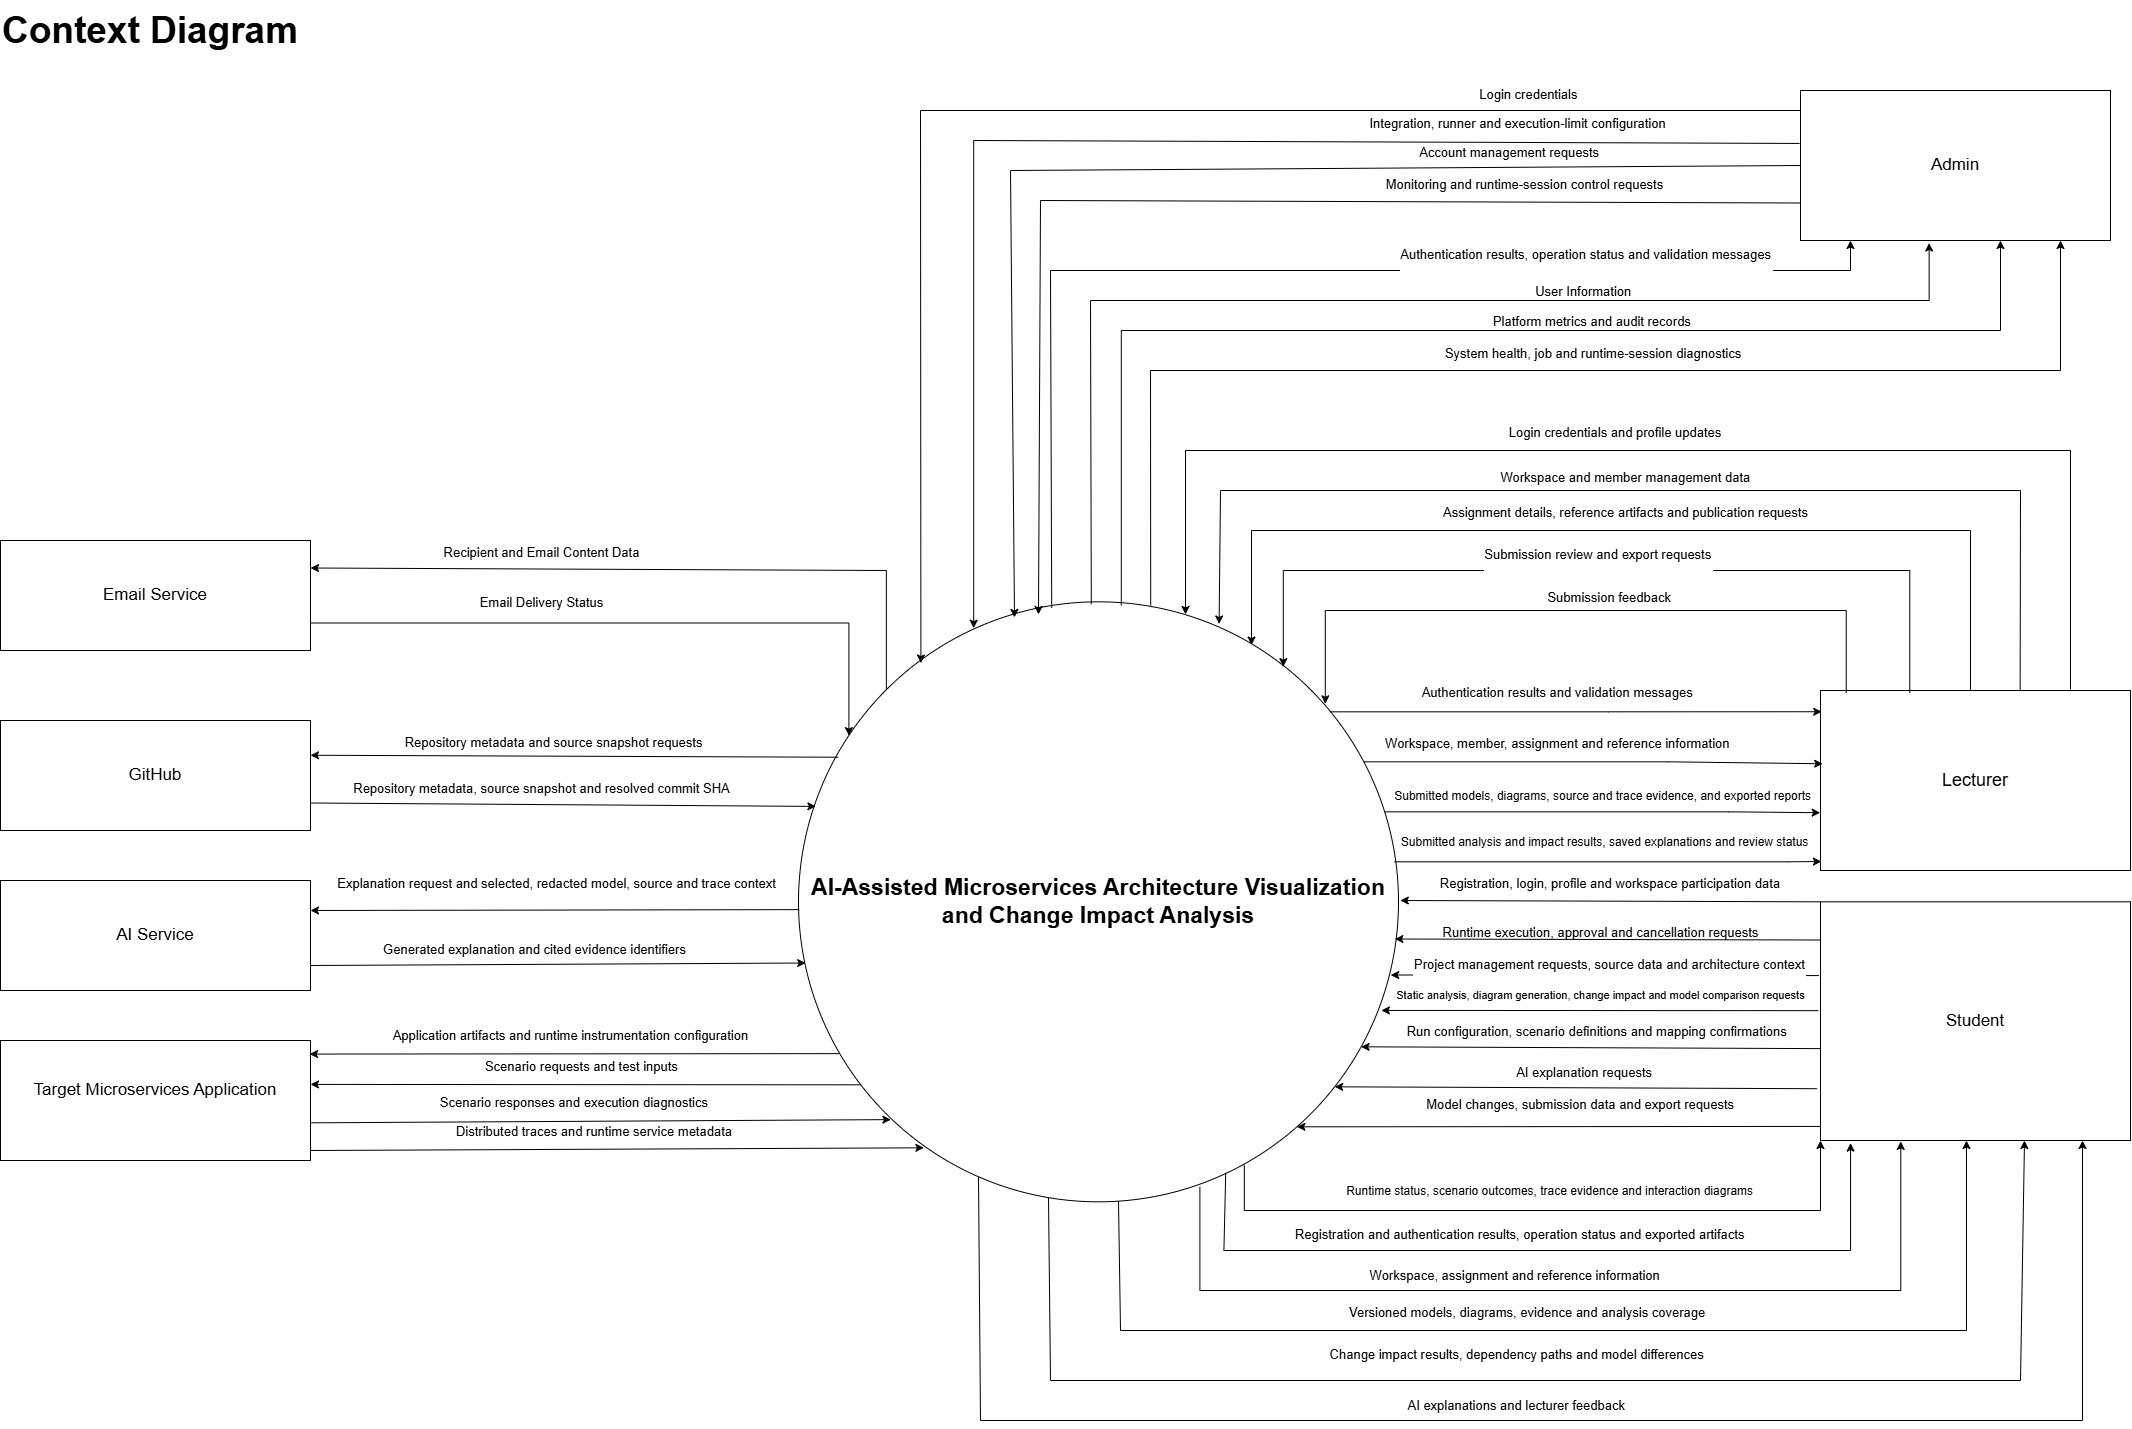 Context Diagram
Login credentials
Integration, runner and execution-limit configuration
Account management requests
Monitoring and runtime-session control requests
Admin
Authentication results, operation status and validation messages
User Information
Platform metrics and audit records
System health, job and runtime-session diagnostics
Login credentials and profile updates
Workspace and member management data
Assignment details, reference artifacts and publication requests
Submission review and export requests
Submission feedback
Email Service
Recipient and Email Content Data
Email Delivery Status
GitHub
Repository metadata and source snapshot requests
Repository metadata, source snapshot and resolved commit SHA
AI Service
Explanation request and selected, redacted model, source and trace context
Generated explanation and cited evidence identifiers
Target Microservices Application
Application artifacts and runtime instrumentation configuration
Scenario requests and test inputs
Scenario responses and execution diagnostics
Distributed traces and runtime service metadata
AI-Assisted Microservices Architecture Visualization
and Change Impact Analysis
Authentication results and validation messages
Workspace, member, assignment and reference information
Submitted models, diagrams, source and trace evidence, and exported reports
Submitted analysis and impact results, saved explanations and review status
Lecturer
Registration, login, profile and workspace participation data
Runtime execution, approval and cancellation requests
Project management requests, source data and architecture context
Static analysis, diagram generation, change impact and model comparison requests
Run configuration, scenario definitions and mapping confirmations
AI explanation requests
Model changes, submission data and export requests
Student
Runtime status, scenario outcomes, trace evidence and interaction diagrams
Registration and authentication results, operation status and exported artifacts
Workspace, assignment and reference information
Versioned models, diagrams, evidence and analysis coverage
Change impact results, dependency paths and model differences
AI explanations and lecturer feedback